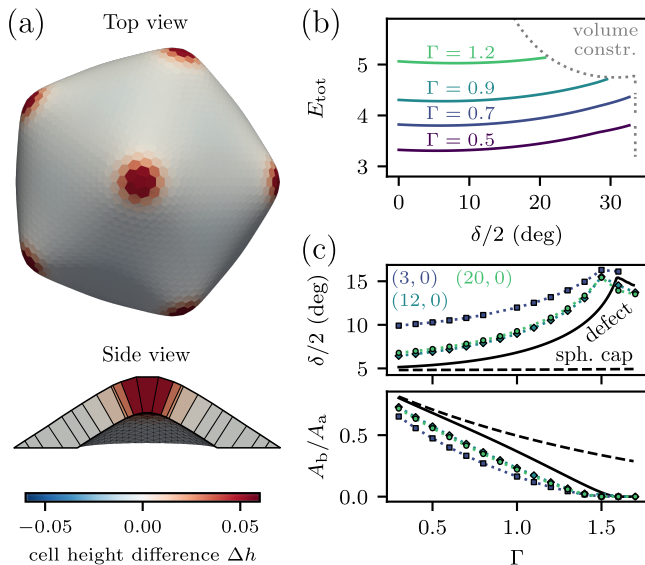 (a)
Top view
Side view
−0.05 0.00 0.05
cell height difference Δh
(b)
volume
constr.
Γ = 1.2
Γ = 0.9
Γ = 0.7
Γ = 0.5
E_tot
5
4
3
0 10 20 30
δ/2 (deg)
(c)
(3, 0) (20, 0)
(12, 0)
defect
sph. cap
δ/2 (deg)
15
10
5
A_b/A_a
0.5
0.0
0.5 1.0 1.5
Γ